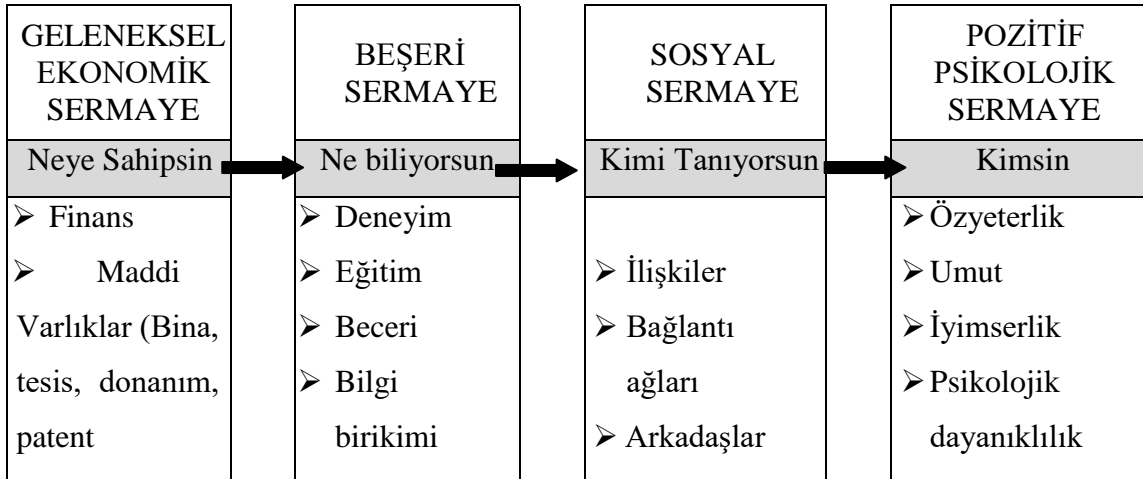 GELENEKSEL
EKONOMİK
SERMAYE
Neye Sahipsin
➢ Finans
➢ Maddi
Varlıklar (Bina,
tesis, donanım,
patent
BEŞERİ
SERMAYE
Ne biliyorsun
➢ Deneyim
➢ Eğitim
➢ Beceri
➢ Bilgi
birikimi
SOSYAL
SERMAYE
Kimi Tanıyorsun
➢ İlişkiler
➢ Bağlantı
ağları
➢ Arkadaşlar
POZİTİF
PSİKOLOJİK
SERMAYE
Kimsin
➢ Özyeterlik
➢ Umut
➢ İyimserlik
➢ Psikolojik
dayanıklılık